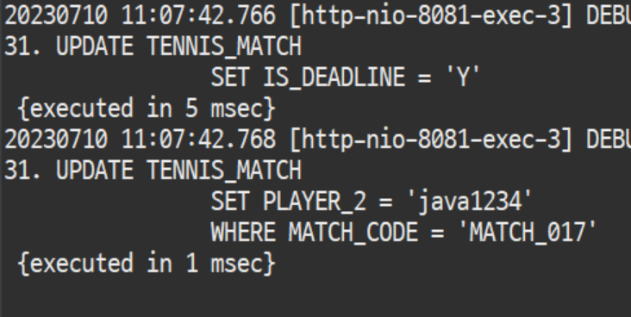 20230710 11:07:42.766 [http-nio-8081-exec-3] DEBU
31. UPDATE TENNIS_MATCH
SET IS_DEADLINE = 'Y'
{executed in 5 msec}
20230710 11:07:42.768 [http-nio-8081-exec-3] DEBU
31. UPDATE TENNIS_MATCH
SET PLAYER_2 = 'java1234'
WHERE MATCH_CODE = 'MATCH_017'
{executed in 1 msec}